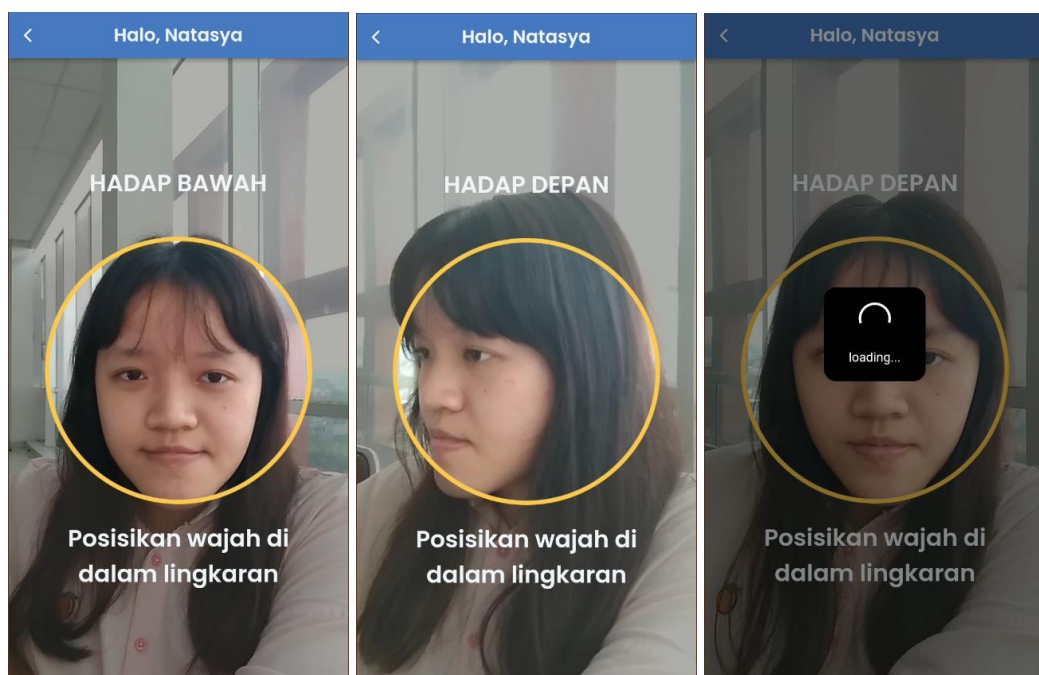 Halo, Natasya
HADAP BAWAH
Posisikan wajah di
dalam lingkaran
Halo, Natasya
HADAP DEPAN
Posisikan wajah di
dalam lingkaran
Halo, Natasya
HADAP DEPAN
loading...
Posisikan wajah di
dalam lingkaran